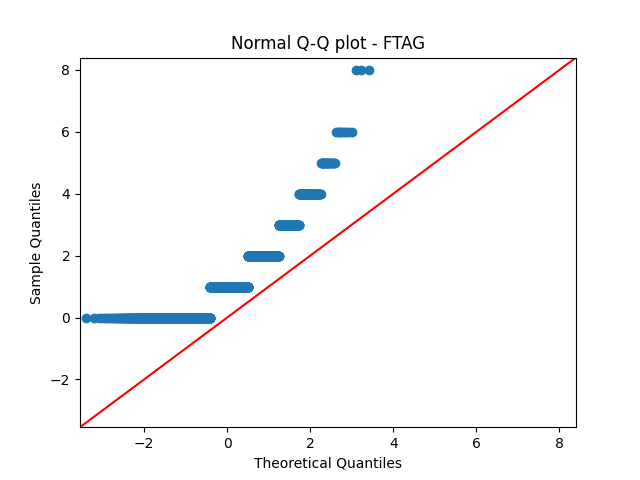 Normal Q-Q plot - FTAG
Sample Quantiles
8
6
4
2
0
−2
−2 0 2 4 6 8
Theoretical Quantiles